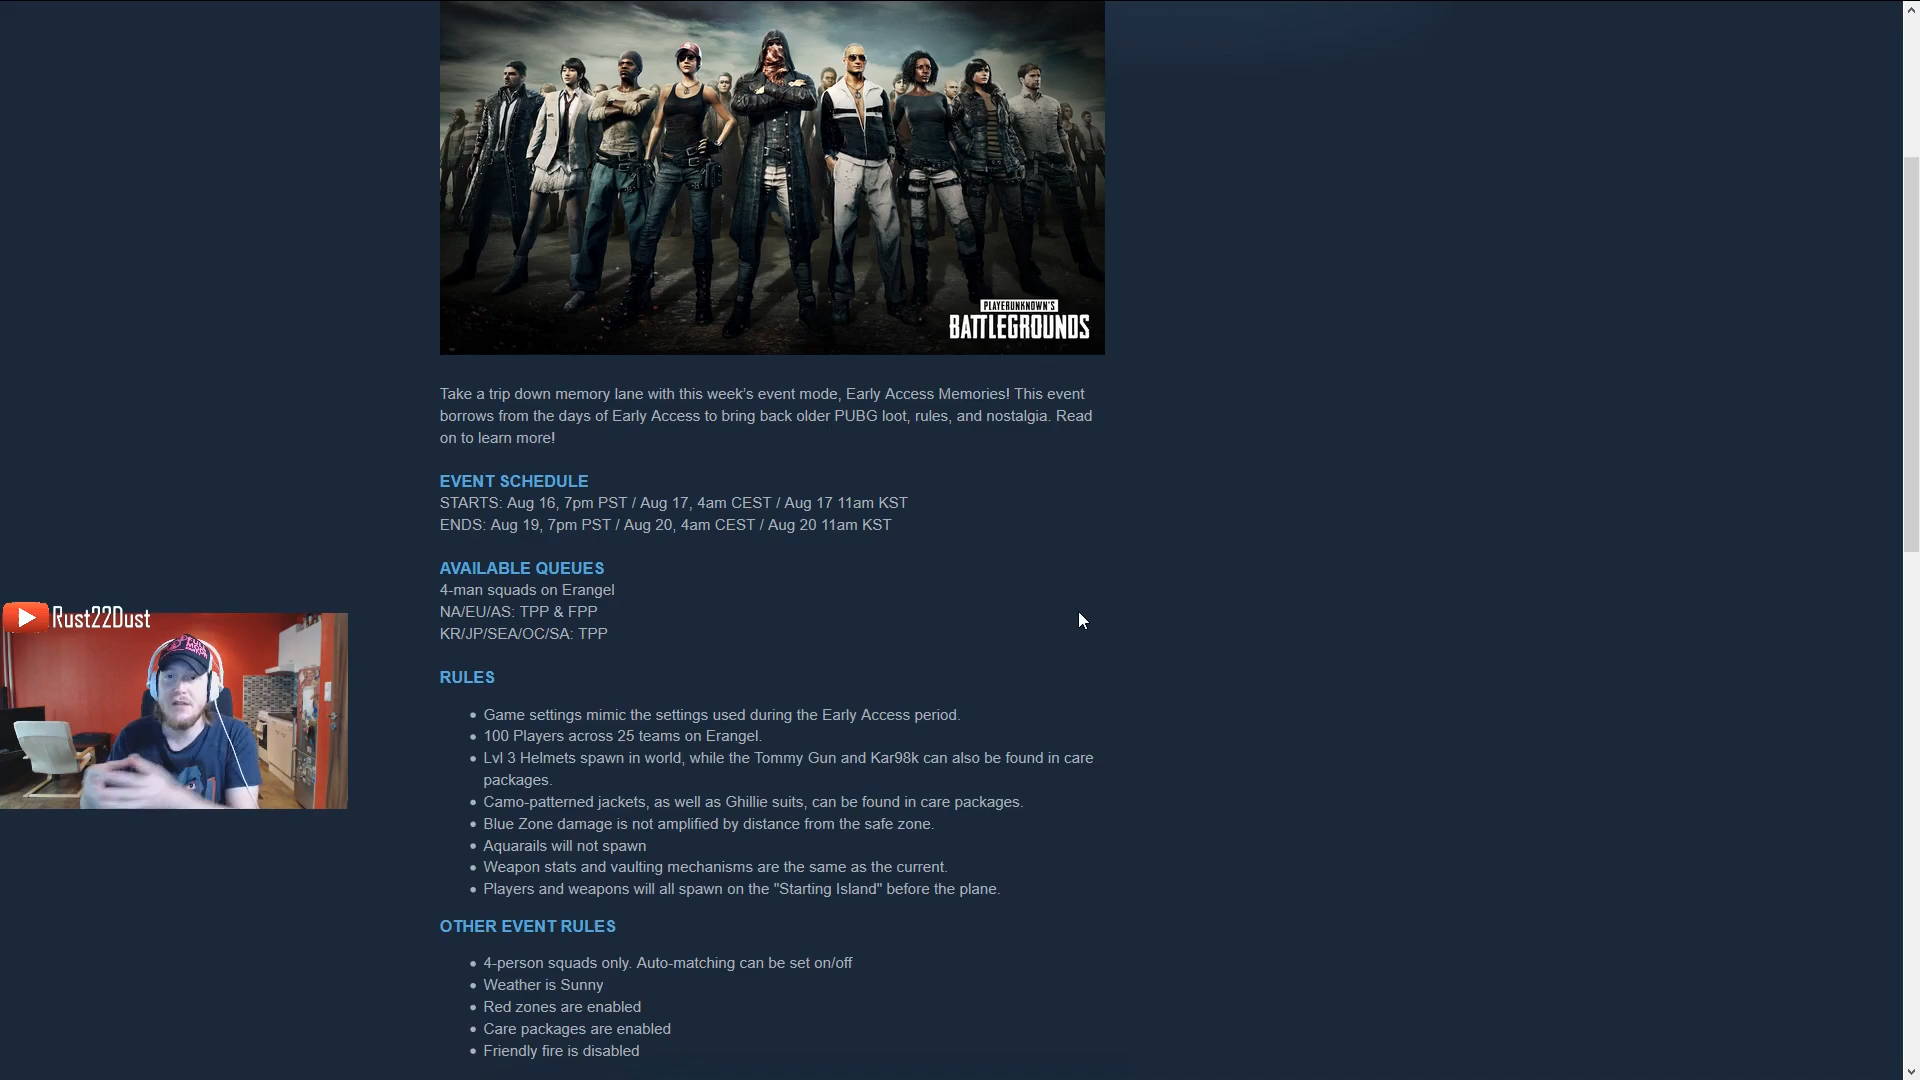 PLAYERUNKNOWN'S
BATTLEGROUNDS
Take a trip down memory lane with this week's event mode, Early Access Memories! This event
borrows from the days of Early Access to bring back older PUBG loot, rules, and nostalgia. Read
on to learn more!
EVENT SCHEDULE
STARTS: Aug 16, 7pm PST / Aug 17, 4am CEST / Aug 17 11am KST
ENDS: Aug 19, 7pm PST / Aug 20, 4am CEST / Aug 20 11am KST
AVAILABLE QUEUES
4-man squads on Erangel
NA/EU/AS: TPP & FPP
KR/JP/SEA/OC/SA: TPP
Rust22Dust
RULES
• Game settings mimic the settings used during the Early Access period.
• 100 Players across 25 teams on Erangel.
• Lvl 3 Helmets spawn in world, while the Tommy Gun and Kar98k can also be found in care
packages.
• Camo-patterned jackets, as well as Ghillie suits, can be found in care packages.
• Blue Zone damage is not amplified by distance from the safe zone.
• Aquarails will not spawn
• Weapon stats and vaulting mechanisms are the same as the current.
• Players and weapons will all spawn on the "Starting Island" before the plane.
OTHER EVENT RULES
• 4-person squads only. Auto-matching can be set on/off
• Weather is Sunny
• Red zones are enabled
• Care packages are enabled
• Friendly fire is disabled